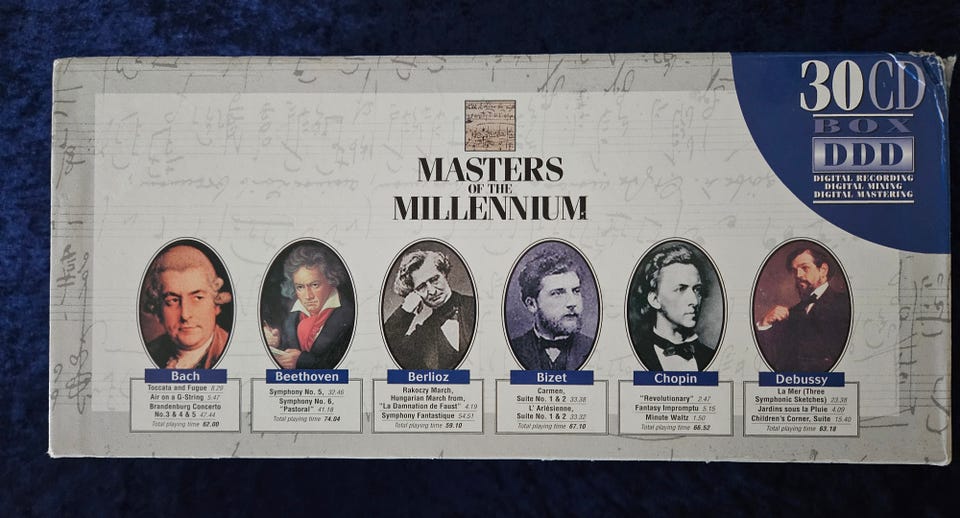 30 CD
BOX
DDD
DIGITAL RECORDING
DIGITAL MIXING
DIGITAL MASTERING
MASTERS
OF THE
MILLENNIUM
Bach
Toccata and Fugue 8.29
Air on a G-String 5.47
Brandenburg Concerto
No.3 & 4 & 5 47.44
Total playing time 62.00
Beethoven
Symphony No. 5, 32.46
Symphony No. 6,
"Pastoral" 41.18
Total playing time 74.04
Berlioz
Rakoczy March,
Hungarian March from,
"La Damnation de Faust" 4.19
Symphony Fantastique 54.51
Total playing time 59.10
Bizet
Carmen,
Suite No. 1 & 2 33.38
L' Arlésienne,
Suite No. 1 & 2 33.32
Total playing time 67.10
Chopin
"Revolutionary" 2.47
Fantasy Impromptu 5.15
Minute Waltz 1.50
Total playing time 66.52
Debussy
La Mer (Three
Symphonic Sketches) 23.38
Jardins sous la Pluie 4.09
Children's Corner, Suite 15.40
Total playing time 63.18